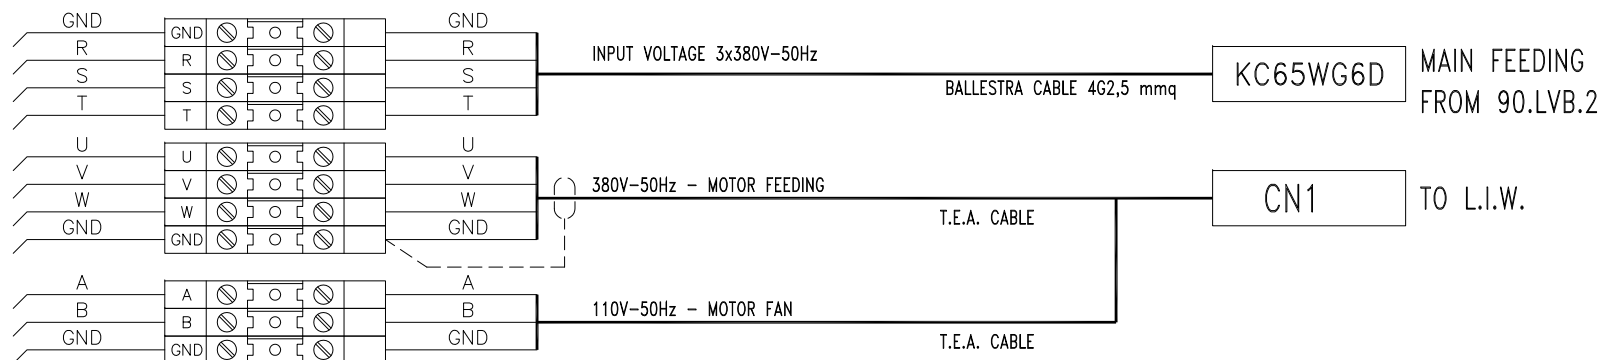 GND GND GND
R R R
S S S
T T T
INPUT VOLTAGE 3x380V-50Hz
BALLESTRA CABLE 4G2,5 mmq
KC65WG6D
MAIN FEEDING
FROM 90.LVB.2
U U U
V V V
W W W
GND GND GND
380V-50Hz - MOTOR FEEDING
T.E.A. CABLE
CN1
TO L.I.W.
A A A
B B B
GND GND GND
110V-50Hz - MOTOR FAN
T.E.A. CABLE